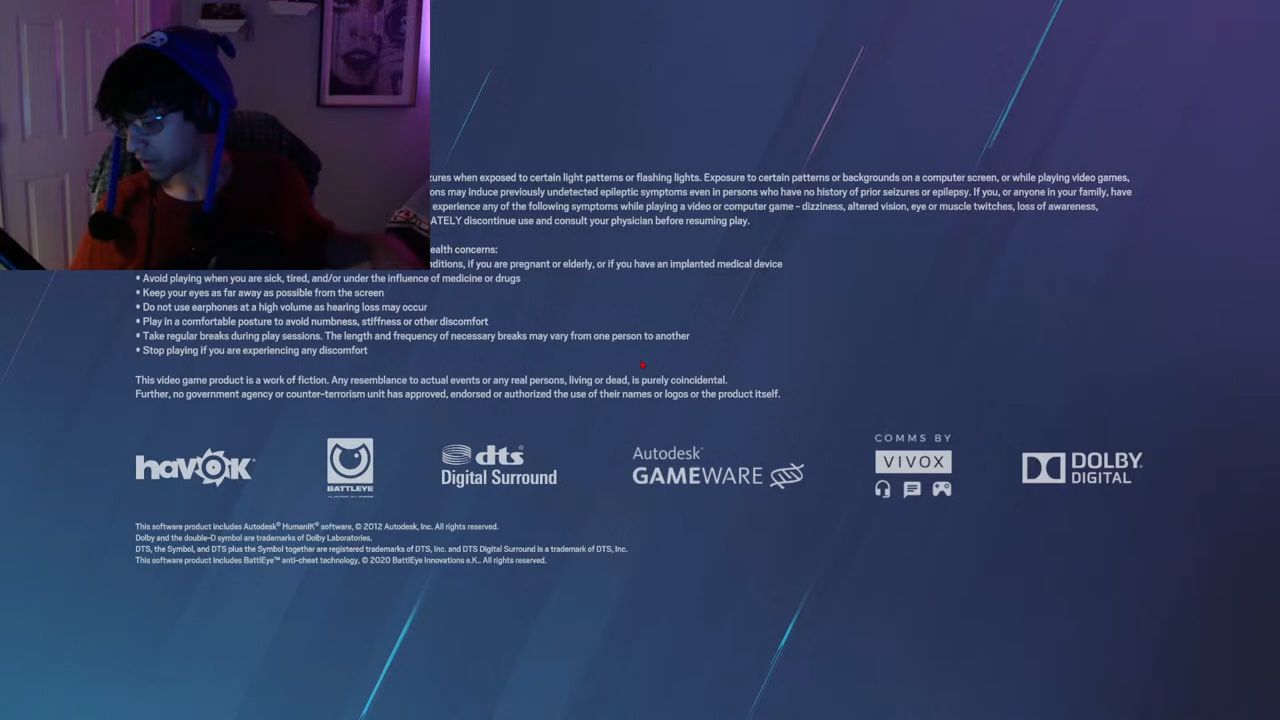 zures when exposed to certain light patterns or flashing lights. Exposure to certain patterns or backgrounds on a computer screen, or while playing video games,
ons may induce previously undetected epileptic symptoms even in persons who have no history of prior seizures or epilepsy. If you, or anyone in your family, have
experience any of the following symptoms while playing a video or computer game - dizziness, altered vision, eye or muscle twitches, loss of awareness,
ATELY discontinue use and consult your physician before resuming play.
ealth concerns:
nditions, if you are pregnant or elderly, or if you have an implanted medical device
• Avoid playing when you are sick, tired, and/or under the influence of medicine or drugs
• Keep your eyes as far away as possible from the screen
• Do not use earphones at a high volume as hearing loss may occur
• Play in a comfortable posture to avoid numbness, stiffness or other discomfort
• Take regular breaks during play sessions. The length and frequency of necessary breaks may vary from one person to another
• Stop playing if you are experiencing any discomfort
This video game product is a work of fiction. Any resemblance to actual events or any real persons, living or dead, is purely coincidental.
Further, no government agency or counter-terrorism unit has approved, endorsed or authorized the use of their names or logos or the product itself.
havok
BATTLEYE
dts
Digital Surround
Autodesk®
GAMEWARE
COMMS BY
VIVOX
DOLBY
DIGITAL
This software product includes Autodesk® HumanIK® software, © 2012 Autodesk, Inc. All rights reserved.
Dolby and the double-D symbol are trademarks of Dolby Laboratories.
DTS, the Symbol, and DTS plus the Symbol together are registered trademarks of DTS, Inc. and DTS Digital Surround is a trademark of DTS, Inc.
This software product includes BattlEye™ anti-cheat technology, © 2020 BattlEye Innovations e.K.. All rights reserved.